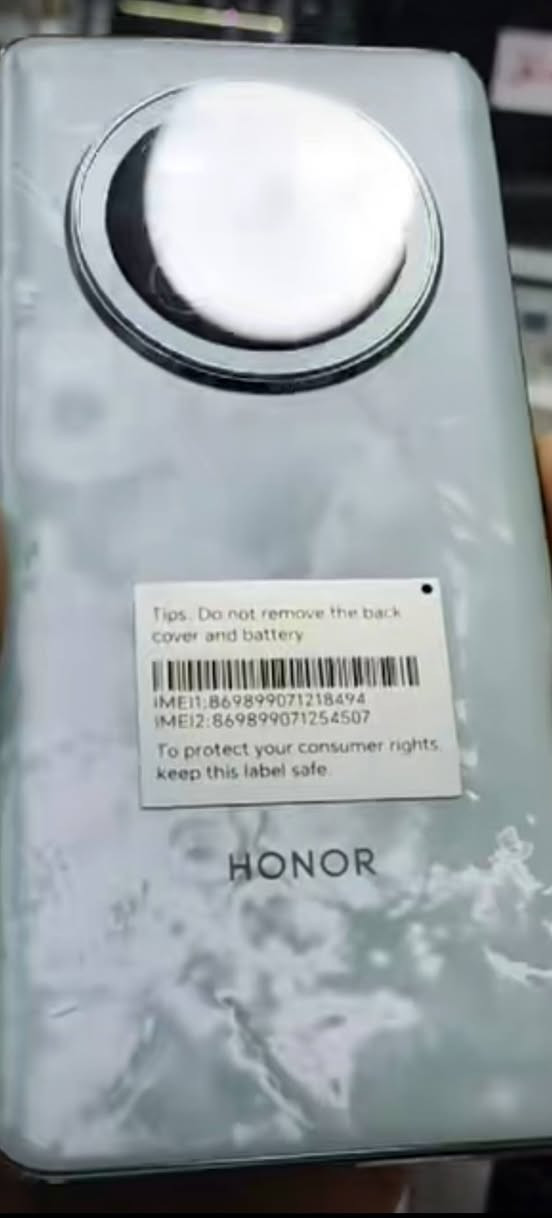 Tips. Do not remove the back
cover and battery
IMEI1:869899071218494
IMEI2:869899071254507
To protect your consumer rights,
keep this label safe.
HONOR